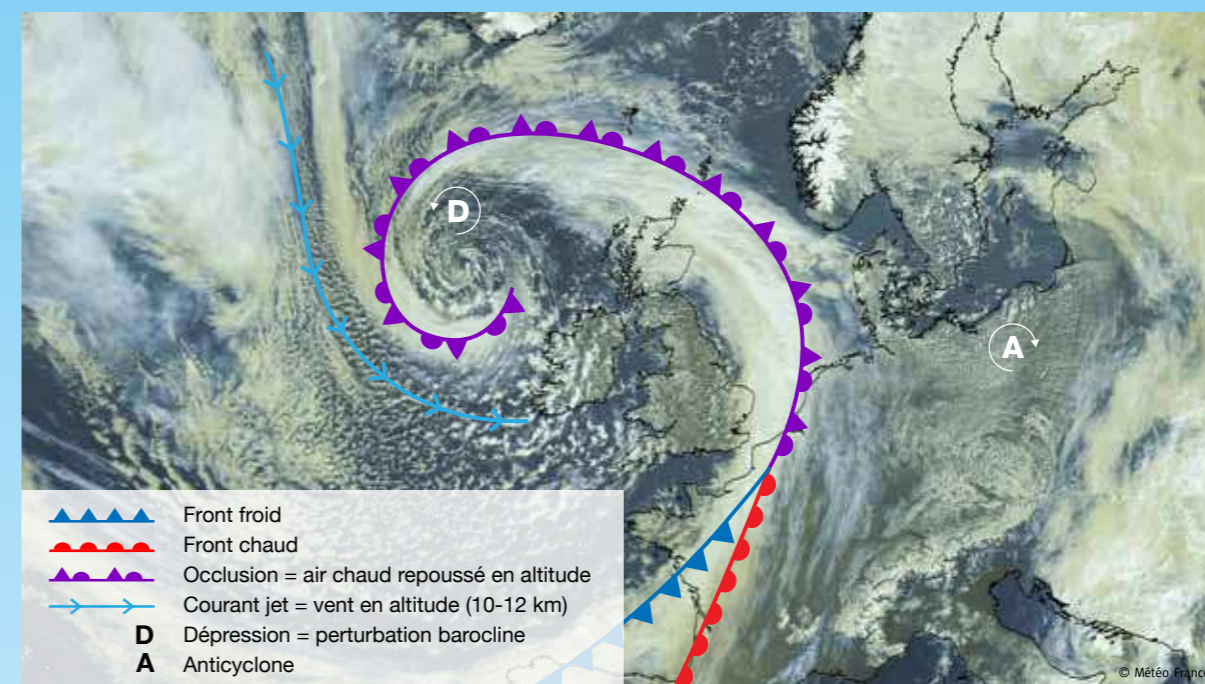 D
A
Front froid
Front chaud
Occlusion = air chaud repoussé en altitude
Courant jet = vent en altitude (10-12 km)
D Dépression = perturbation barocline
A Anticyclone
© Météo France